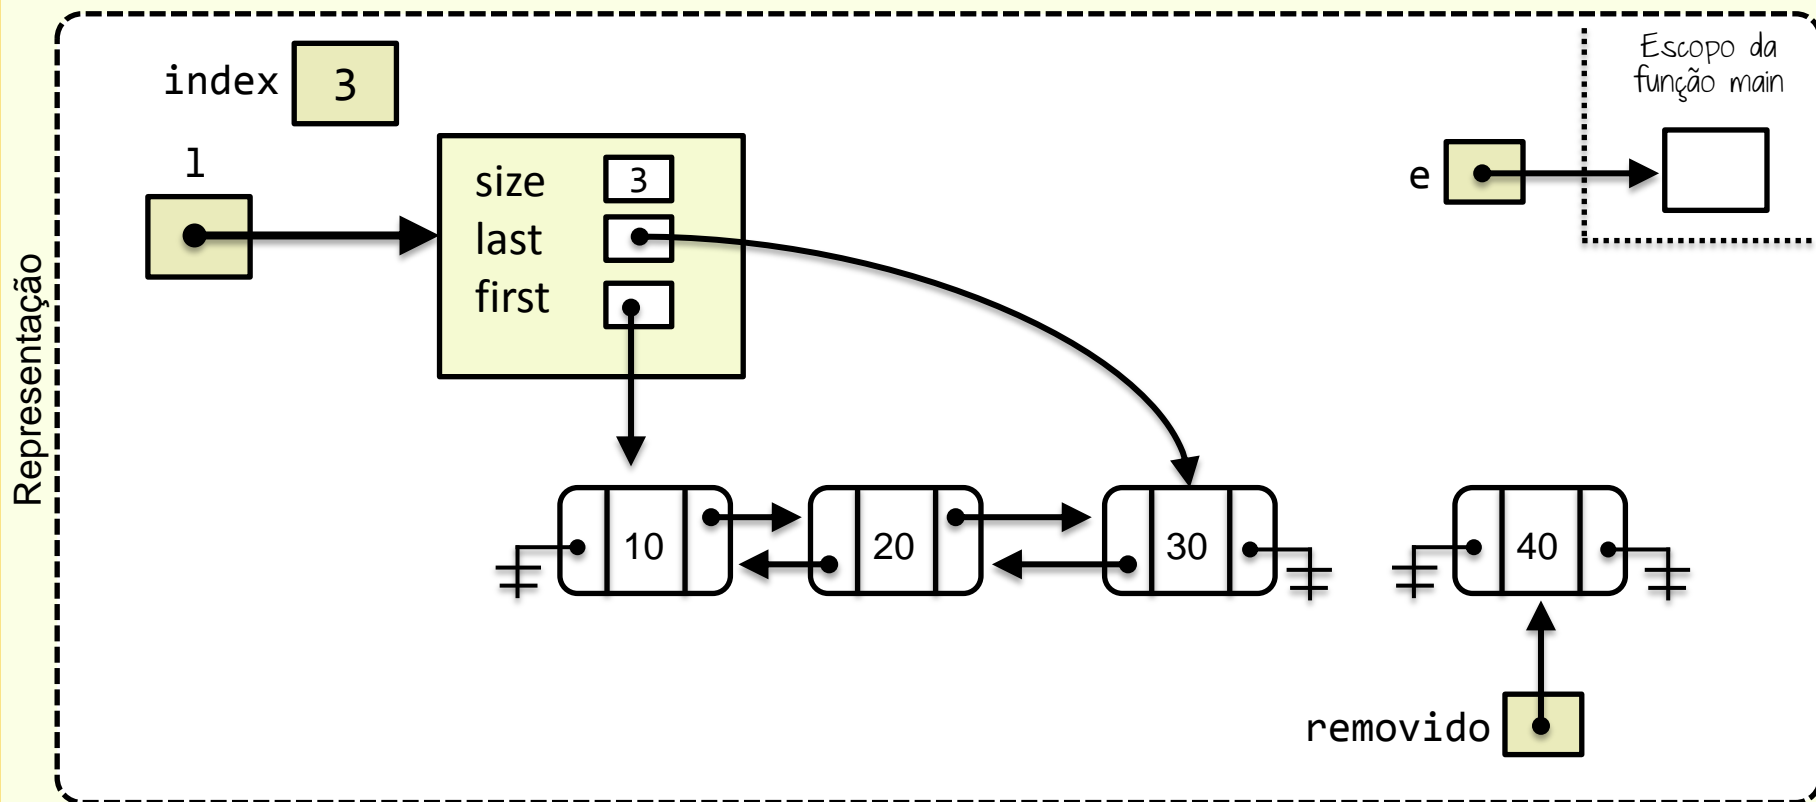 Representação
index 3
Escopo da
função main
l
size 3
last
first
e
10 20 30 40
removido